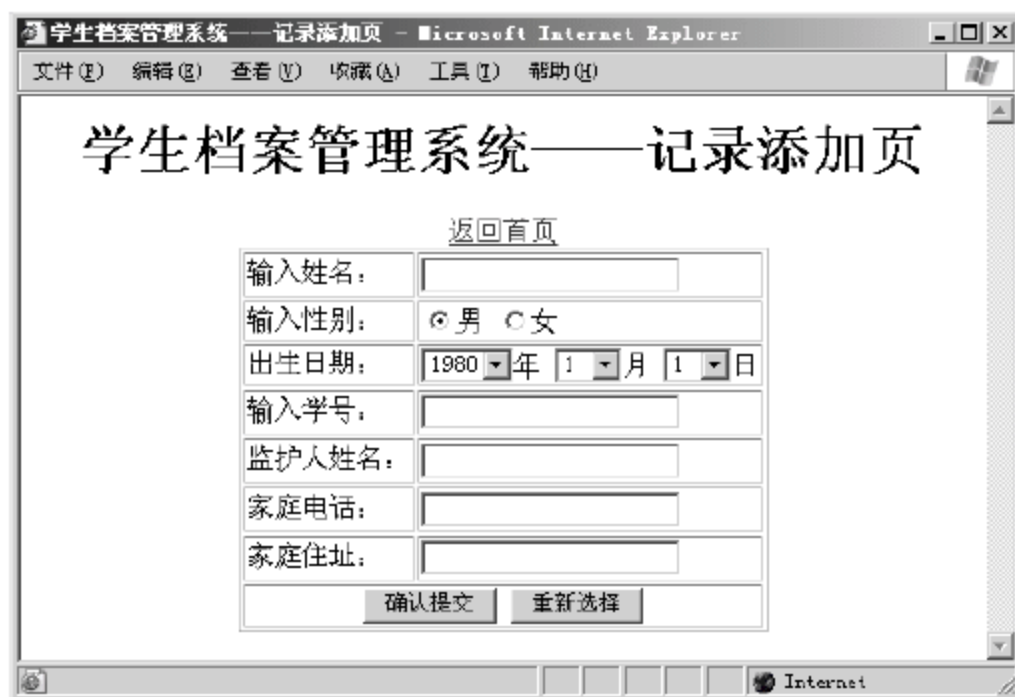 学生档案管理系统——记录添加页 - Microsoft Internet Explorer
文件(F) 编辑(E) 查看(V) 收藏(A) 工具(T) 帮助(H)
学生档案管理系统——记录添加页
返回首页
输入姓名：
输入性别： 男 女
出生日期： 1980 年 1 月 1 日
输入学号：
监护人姓名：
家庭电话：
家庭住址：
确认提交 重新选择
Internet